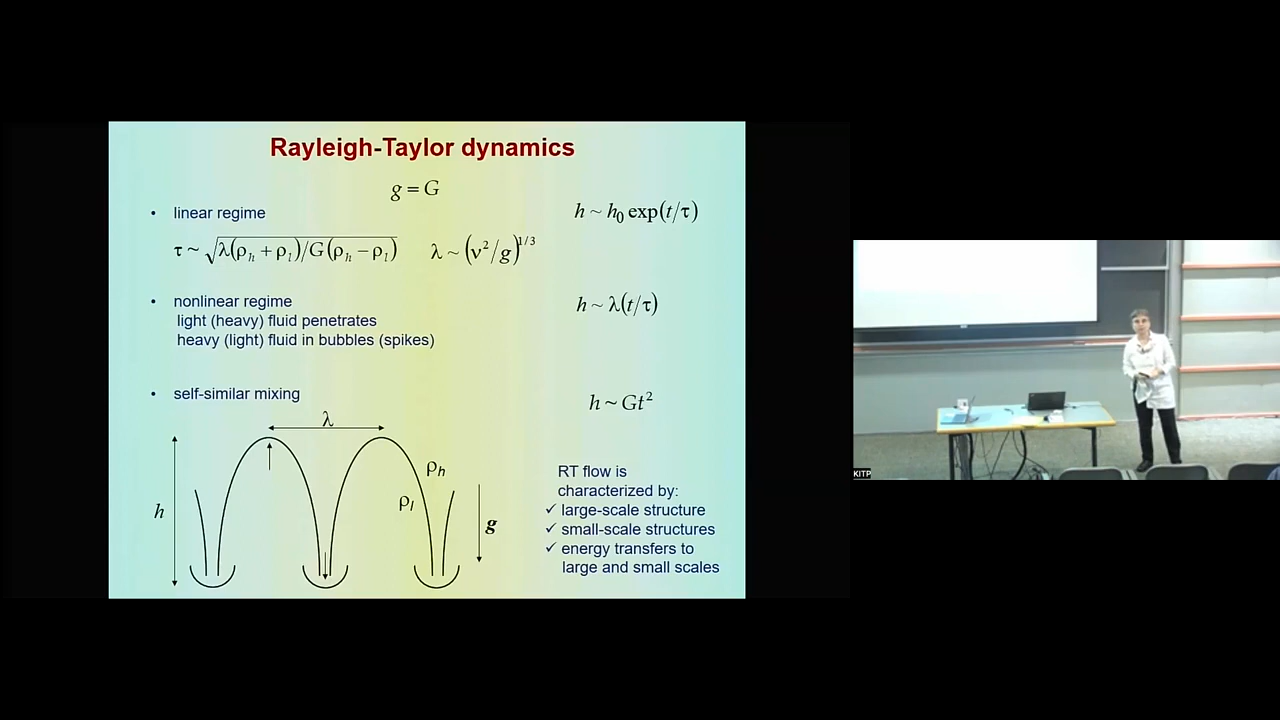 Rayleigh-Taylor dynamics
g = G
• linear regime
h ~ h₀ exp(t/τ)
τ ~ √λ(ρₕ + ρₗ)/G(ρₕ − ρₗ)
λ ~ (ν²/g)^1/3
• nonlinear regime
light (heavy) fluid penetrates
heavy (light) fluid in bubbles (spikes)
h ~ λ(t/τ)
• self-similar mixing
h ~ Gt²
λ
h
ρₕ
ρₗ
g
RT flow is
characterized by:
✓ large-scale structure
✓ small-scale structures
✓ energy transfers to
large and small scales
KITP